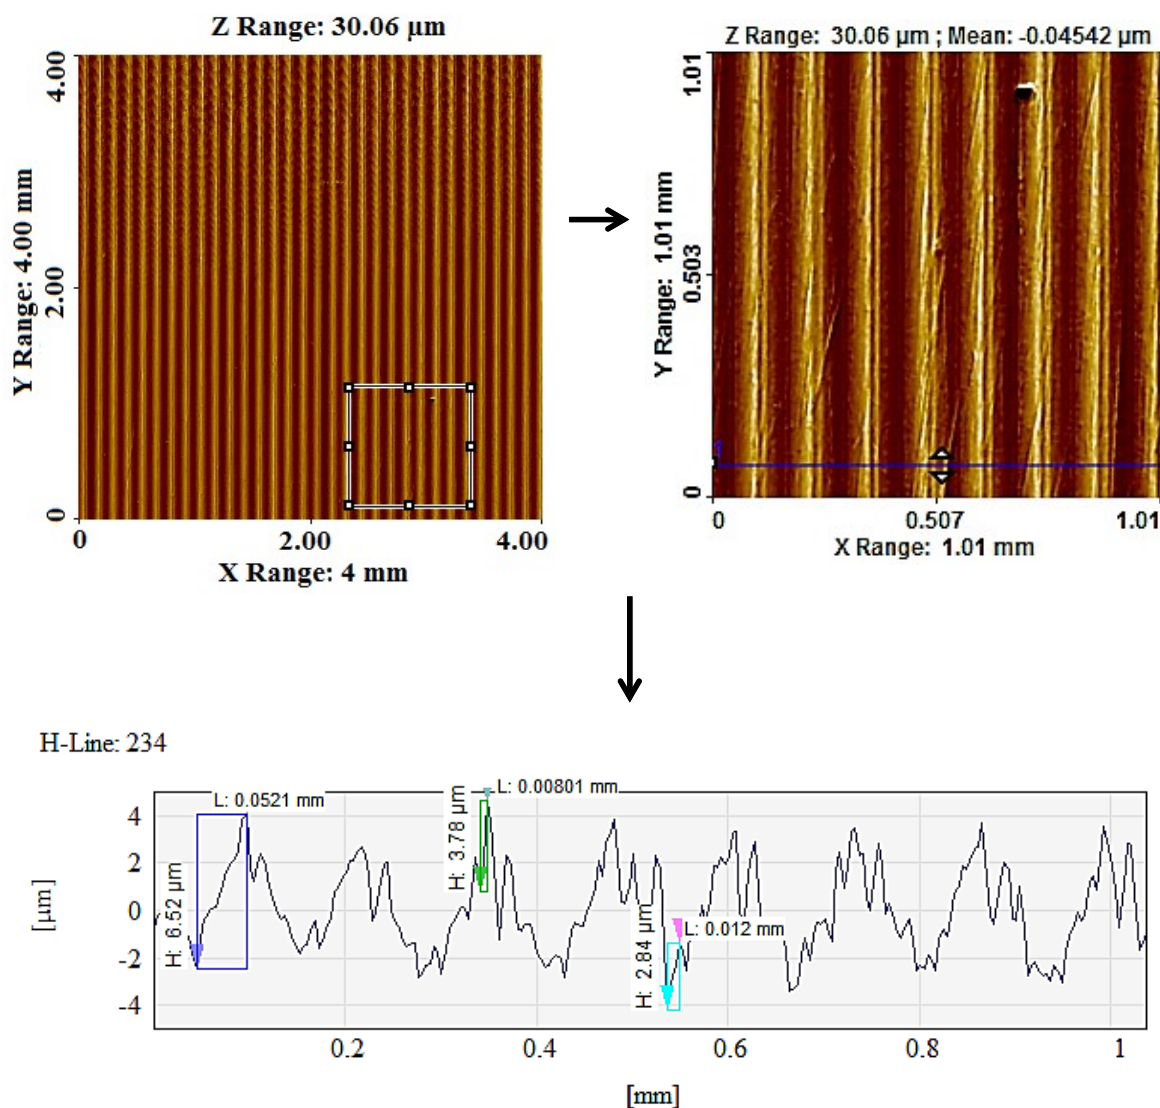 Z Range: 30.06 µm
4.00
2.00
0
Y Range: 4.00 mm
0
2.00
4.00
X Range: 4 mm
Z Range: 30.06 µm ; Mean: -0.04542 µm
1.01
0.503
0
Y Range: 1.01 mm
1
0
0.507
1.01
X Range: 1.01 mm
H-Line: 234
L: 0.0521 mm
L: 0.00801 mm
H: 3.78 µm
H: 6.52 µm
L: 0.012 mm
H: 2.84 µm
4
2
0
-2
-4
[µm]
0.2
0.4
0.6
0.8
1
[mm]